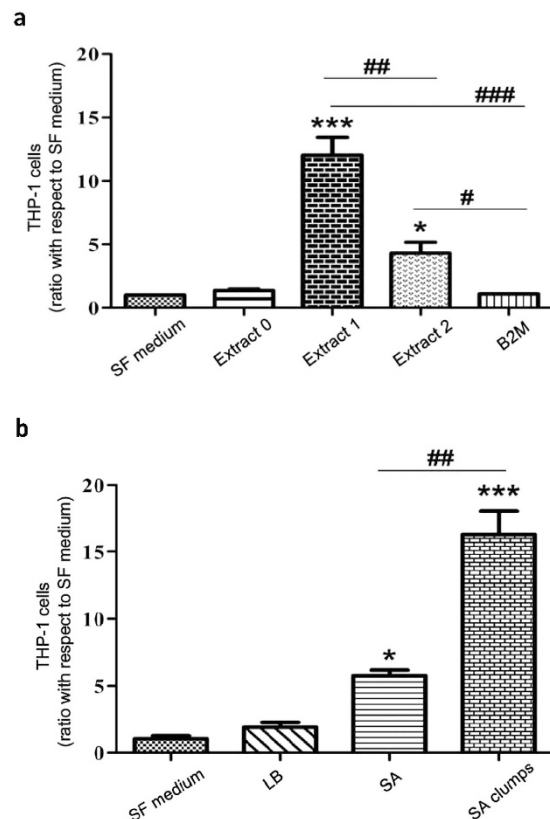 a
##
###
***
#
*
20
15
10
5
0
THP-1 cells
(ratio with respect to SF medium)
SF medium
Extract 0
Extract 1
Extract 2
B2M
b
##
***
*
20
15
10
5
0
THP-1 cells
(ratio with respect to SF medium)
SF medium
LB
SA
SA clumps